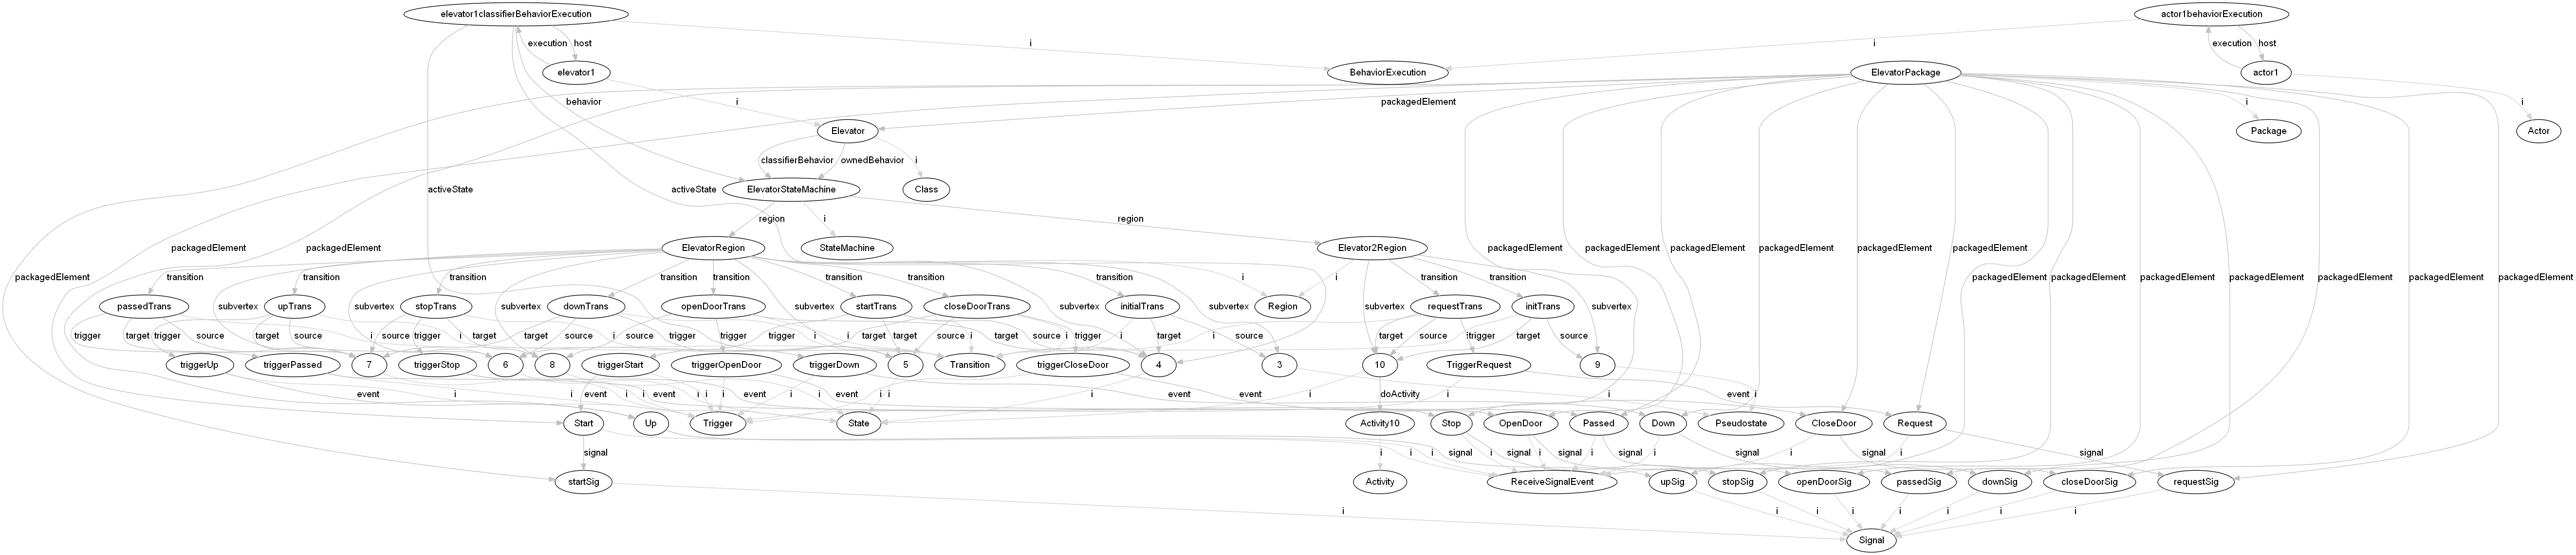 elevator1classifierBehaviorExecution
actor1behaviorExecution
execution host
i
i
execution host
elevator1
BehaviorExecution
ElevatorPackage
actor1
behavior
i
packagedElement
i
i
Elevator
Package
Actor
classifierBehavior ownedBehavior i
activeState
activeState
ElevatorStateMachine
Class
region i region
packagedElement packagedElement packagedElement packagedElement packagedElement packagedElement packagedElement packagedElement
ElevatorRegion StateMachine Elevator2Region
packagedElement transition transition transition transition transition transition transition transition i i transition transition packagedElement packagedElement packagedElement packagedElement packagedElement packagedElement packagedElement
passedTrans subvertex upTrans subvertex stopTrans subvertex downTrans openDoorTrans subvertex startTrans closeDoorTrans subvertex initialTrans subvertex Region subvertex requestTrans initTrans subvertex
trigger target trigger source target source i source trigger target target source i trigger source trigger i i target trigger target i source i target source i trigger i target source i target source i trigger target source
triggerUp triggerPassed 7 triggerStop 6 8 triggerStart triggerOpenDoor triggerDown 5 Transition triggerCloseDoor 4 3 10 TriggerRequest 9
event i i event i i event i i event i event i event i event i doActivity i event i
Start Up Trigger State Activity10 Stop OpenDoor Passed Down Pseudostate CloseDoor Request
signal i i i signal i signal i signal i signal i signal i signal i signal
startSig Activity ReceiveSignalEvent upSig stopSig openDoorSig passedSig downSig closeDoorSig requestSig
i i i i i i i i
Signal